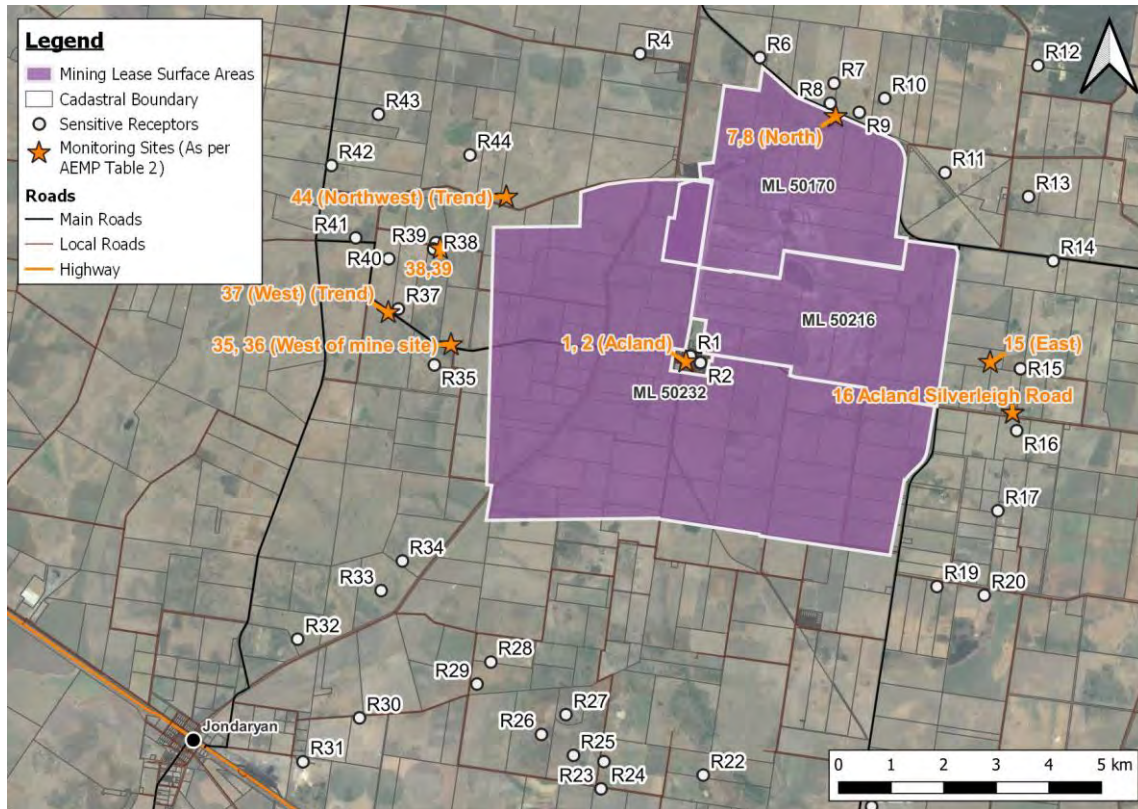 Legend
Mining Lease Surface Areas
Cadastral Boundary
Sensitive Receptors
Monitoring Sites (As per
AEMP Table 2)
Roads
Main Roads
Local Roads
Highway
R4
R6
R7
R8
R10
R9
R12
7,8 (North)
R43
R44
R42
R11
R13
ML 50170
44 (Northwest) (Trend)
R41
R39
R38
R40
38,39
R14
37 (West) (Trend)
R37
ML 50216
35, 36 (West of mine site)
1, 2 (Acland)
R1
R2
15 (East)
R15
R35
ML 50232
16 Acland Silverleigh Road
R16
R17
R34
R33
R19
R20
R32
R28
R29
R30
R27
R26
Jondaryan
R31
R25
R23
R24
R22
0 1 2 3 4 5 km